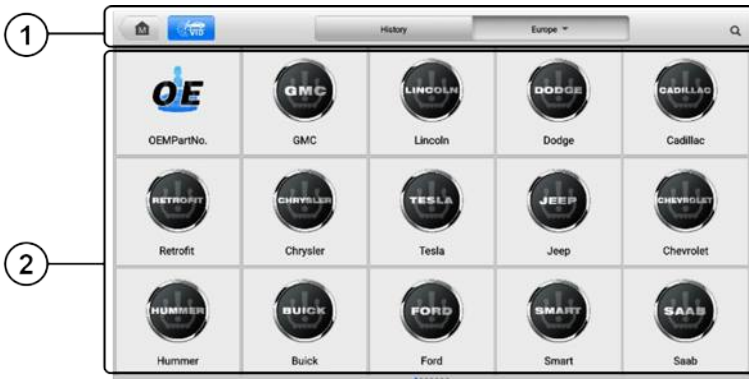 1
M
VID
History
Europe
OE
GMC
LINCOLN
DODGE
CADILLAC
OEMPartNo.
GMC
Lincoln
Dodge
Cadillac
RETROFIT
CHRYSLER
TESLA
JEEP
CHEVROLET
Retrofit
Chrysler
Tesla
Jeep
Chevrolet
2
HUMMER
BUICK
FORD
SMART
SAAB
Hummer
Buick
Ford
Smart
Saab